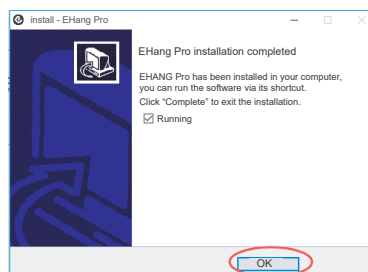 install - EHang Pro
EHang Pro installation completed
EHANG Pro has been installed in your computer,
you can run the software via its shortcut.
Click “Complete” to exit the installation.
Running
OK